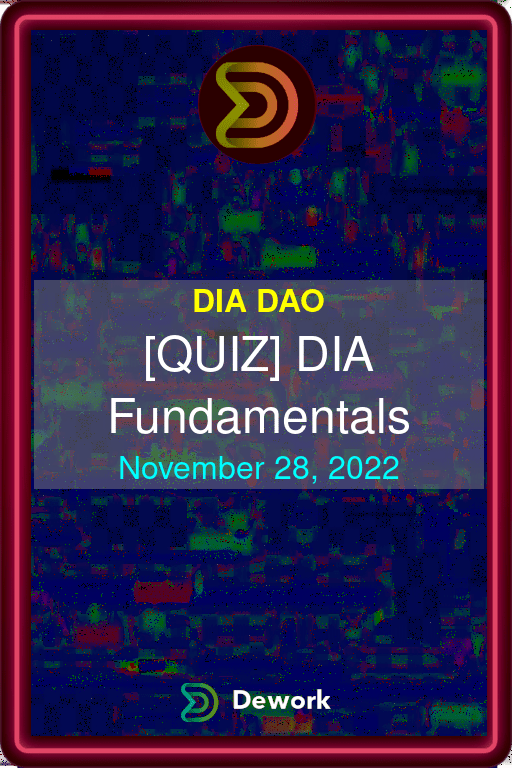 DIA DAO
[QUIZ] DIA
Fundamentals
November 28, 2022
Dework